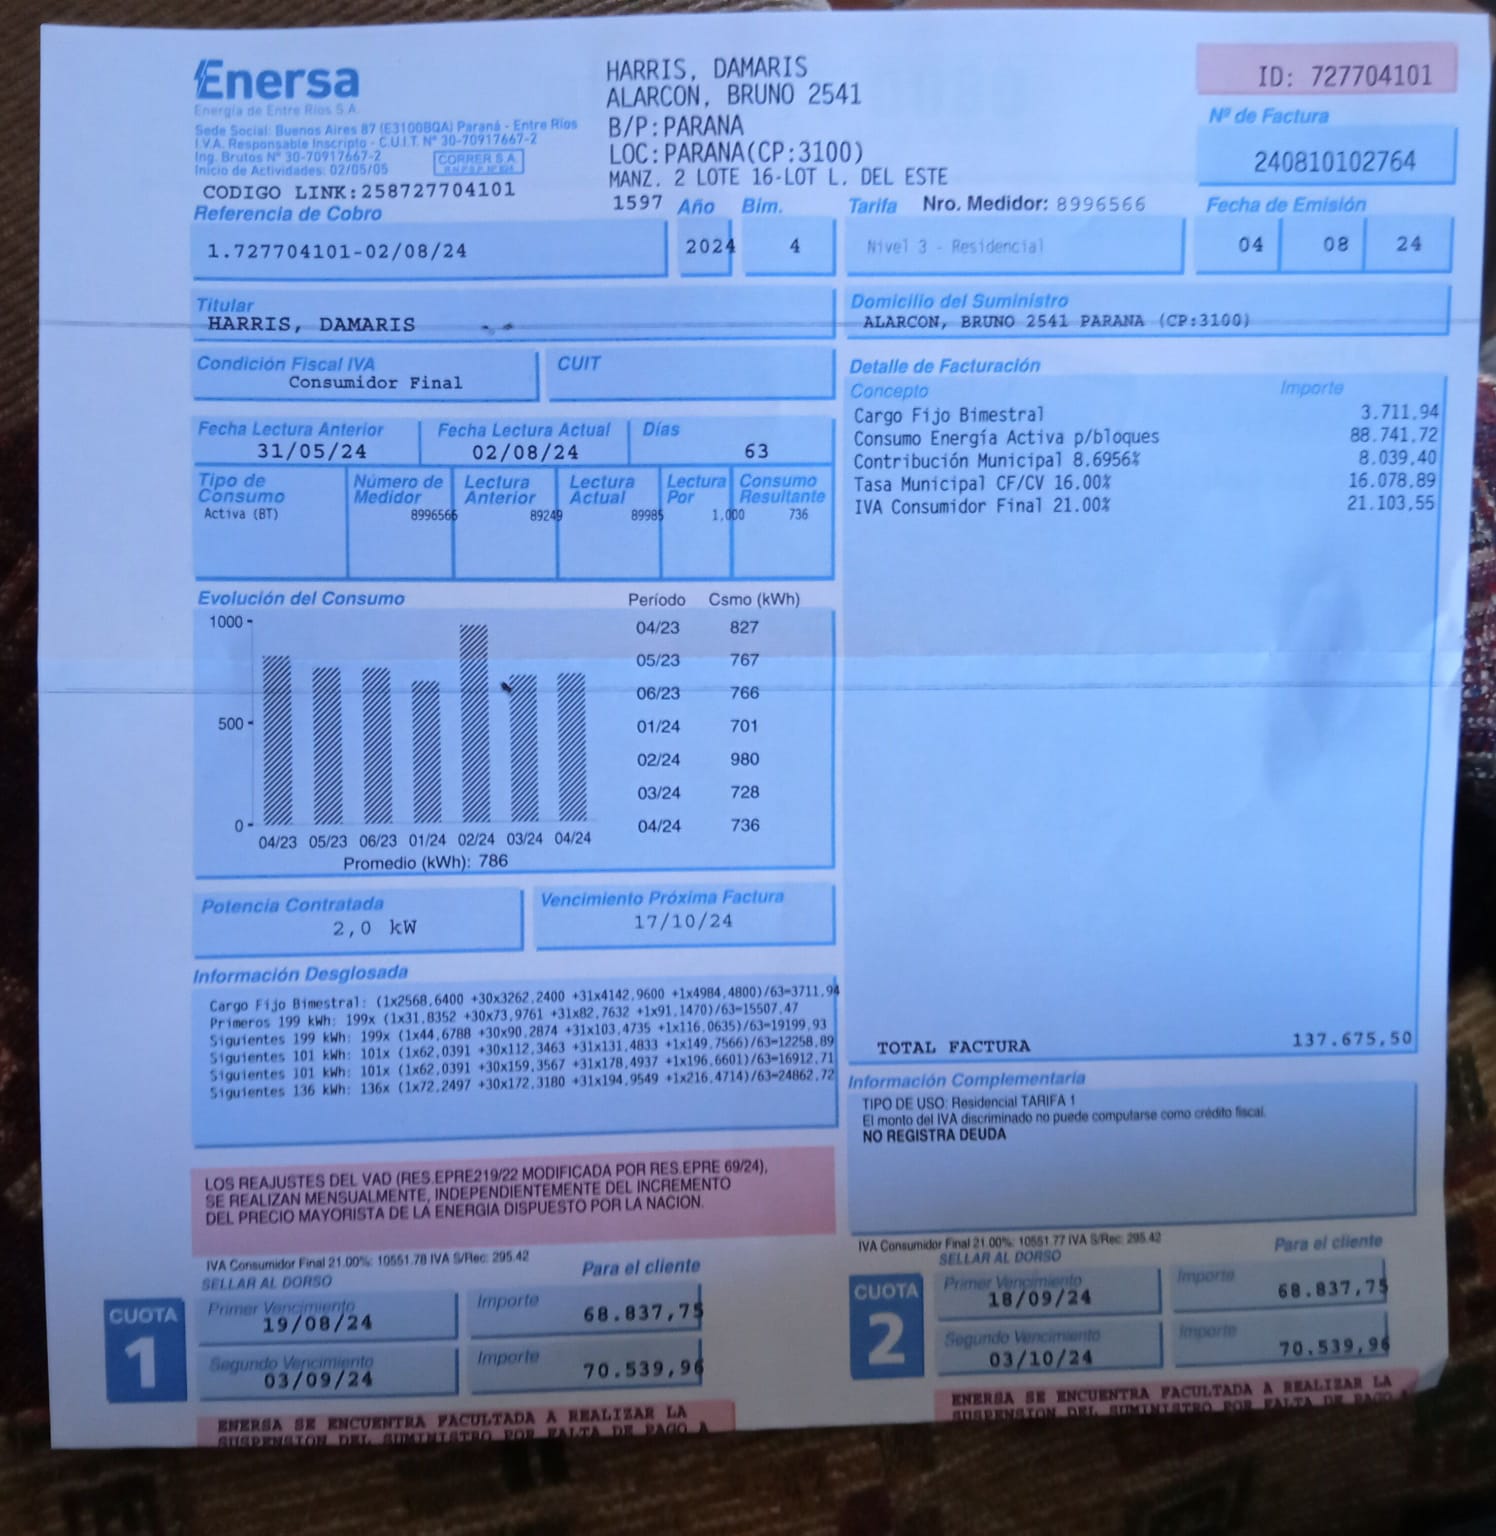 Enersa
Energía de Entre Ríos S.A.
Sede Social: Buenos Aires 87 (E3100BQA) Paraná - Entre Ríos
I.V.A. Responsable Inscripto - C.U.I.T. Nº 30-70917667-2
Ing. Brutos Nº 30-70917667-2
Inicio de Actividades: 02/05/05
CORRER S.A.
CODIGO LINK:258727704101
HARRIS, DAMARIS
ALARCON, BRUNO 2541
B/P:PARANA
LOC:PARANA(CP:3100)
MANZ. 2 LOTE 16-LOT L. DEL ESTE
1597
ID: 727704101
Nº de Factura
240810102764
Referencia de Cobro
1.727704101-02/08/24
Año
2024
Bim.
4
Tarifa
Nro. Medidor: 8996566
Nivel 3 - Residencial
Fecha de Emisión
04 08 24
Titular
HARRIS, DAMARIS
Domicilio del Suministro
ALARCON, BRUNO 2541 PARANA (CP:3100)
Condición Fiscal IVA
Consumidor Final
CUIT
Fecha Lectura Anterior
31/05/24
Fecha Lectura Actual
02/08/24
Días
63
Tipo de Consumo
Número de Medidor
Lectura Anterior
Lectura Actual
Lectura Por
Consumo Resultante
Activa (BT) 8996566 89249 89985 1,000 736
Detalle de Facturación
Concepto Importe
Cargo Fijo Bimestral 3.711,94
Consumo Energía Activa p/bloques 88.741,72
Contribución Municipal 8.6956% 8.039,40
Tasa Municipal CF/CV 16.00% 16.078,89
IVA Consumidor Final 21.00% 21.103,55
TOTAL FACTURA 137.675,50
Evolución del Consumo
1000
500
0
04/23 05/23 06/23 01/24 02/24 03/24 04/24
Promedio (kWh): 786
Período Csmo (kWh)
04/23 827
05/23 767
06/23 766
01/24 701
02/24 980
03/24 728
04/24 736
Potencia Contratada
2,0 kW
Vencimiento Próxima Factura
17/10/24
Información Desglosada
Cargo Fijo Bimestral: (1x2568,6400 +30x3262,2400 +31x4142,9600 +1x4984,4800)/63=3711,94
Primeros 199 kWh: 199x (1x31,8352 +30x73,9761 +31x82,7632 +1x91,1470)/63=15507,47
Siguientes 199 kWh: 199x (1x44,6788 +30x90,2874 +31x103,4735 +1x116,0635)/63=19199,93
Siguientes 101 kWh: 101x (1x62,0391 +30x112,3463 +31x131,4833 +1x149,7566)/63=12258,89
Siguientes 101 kWh: 101x (1x62,0391 +30x159,3567 +31x178,4937 +1x196,6601)/63=16912,71
Siguientes 136 kWh: 136x (1x72,2497 +30x172,3180 +31x194,9549 +1x216,4714)/63=24862,72
Información Complementaria
TIPO DE USO: Residencial TARIFA 1
El monto del IVA discriminado no puede computarse como crédito fiscal.
NO REGISTRA DEUDA
LOS REAJUSTES DEL VAD (RES.EPRE219/22 MODIFICADA POR RES.EPRE 69/24),
SE REALIZAN MENSUALMENTE, INDEPENDIENTEMENTE DEL INCREMENTO
DEL PRECIO MAYORISTA DE LA ENERGIA DISPUESTO POR LA NACION.
IVA Consumidor Final 21.00%: 10551.78 IVA S/Rec: 295.42
SELLAR AL DORSO
Para el cliente
CUOTA
1
Primer Vencimiento
19/08/24
Importe
68.837,75
Segundo Vencimiento
03/09/24
Importe
70.539,96
ENERSA SE ENCUENTRA FACULTADA A REALIZAR LA
SUSPENSION DEL SUMINISTRO POR FALTA DE PAGO A
IVA Consumidor Final 21.00%: 10551.77 IVA S/Rec: 295.42
SELLAR AL DORSO
Para el cliente
CUOTA
2
Primer Vencimiento
18/09/24
Importe
68.837,75
Segundo Vencimiento
03/10/24
Importe
70.539,96
ENERSA SE ENCUENTRA FACULTADA A REALIZAR LA
SUSPENSION DEL SUMINISTRO POR FALTA DE PAGO A